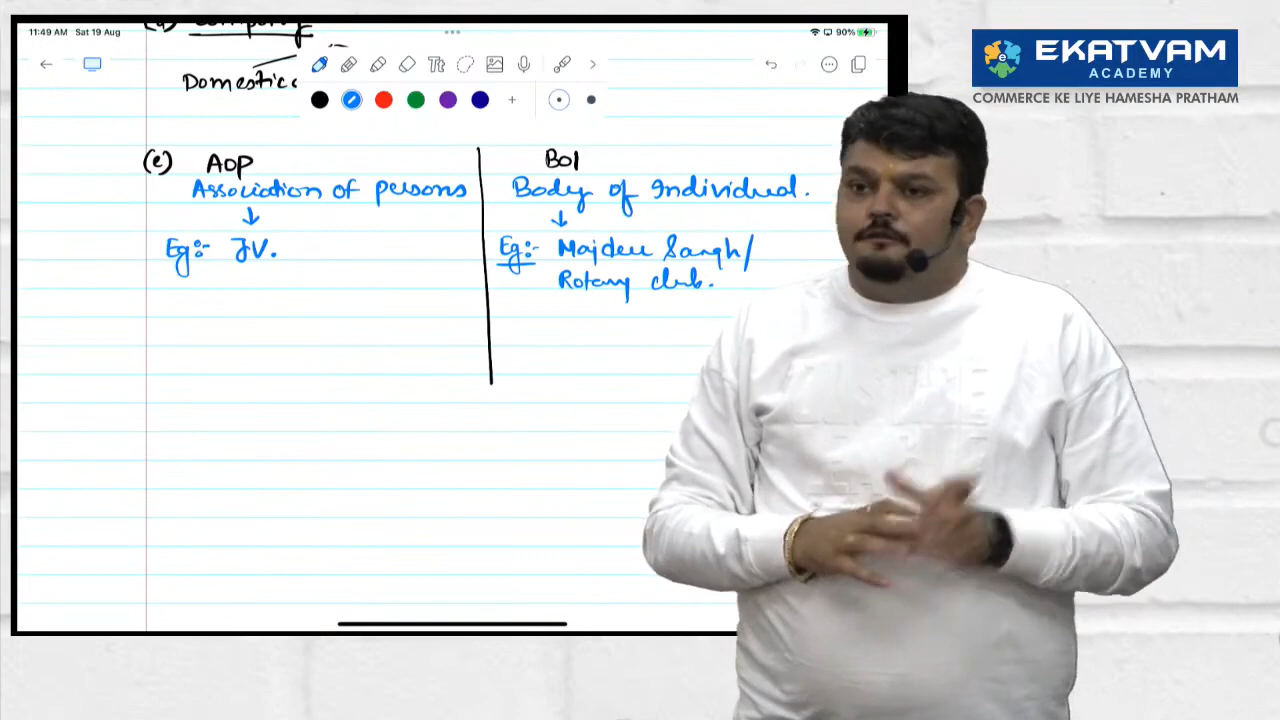 11:49 AM Sat 19 Aug
90%
Domestic
(e) AOP
Association of persons
Eg:- JV.
BOI
Body of Individual.
Eg:- Majdur Sangh/
Rotary club.
EKATVAM
ACADEMY
COMMERCE KE LIYE HAMESHA PRATHAM